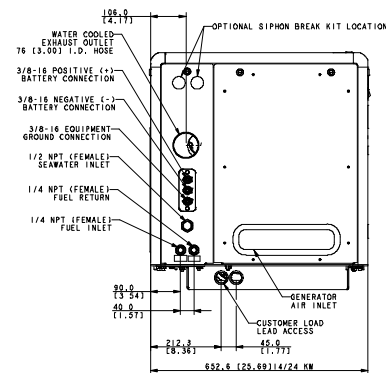 106.0
[4.17]
OPTIONAL SIPHON BREAK KIT LOCATION
WATER COOLED
EXHAUST OUTLET
76 [3.00] I.D. HOSE
3/8-16 POSITIVE (+)
BATTERY CONNECTION
3/8-16 NEGATIVE (-)
BATTERY CONNECTION
3/8-16 EQUIPMENT
GROUND CONNECTION
1/2 NPT (FEMALE)
SEAWATER INLET
1/4 NPT (FEMALE)
FUEL RETURN
1/4 NPT (FEMALE)
FUEL INLET
90.0
[3.54]
40.0
[1.57]
GENERATOR
AIR INLET
CUSTOMER LOAD
LEAD ACCESS
212.3
[8.36]
45.0
[1.77]
652.6 [25.69]14/24 KW